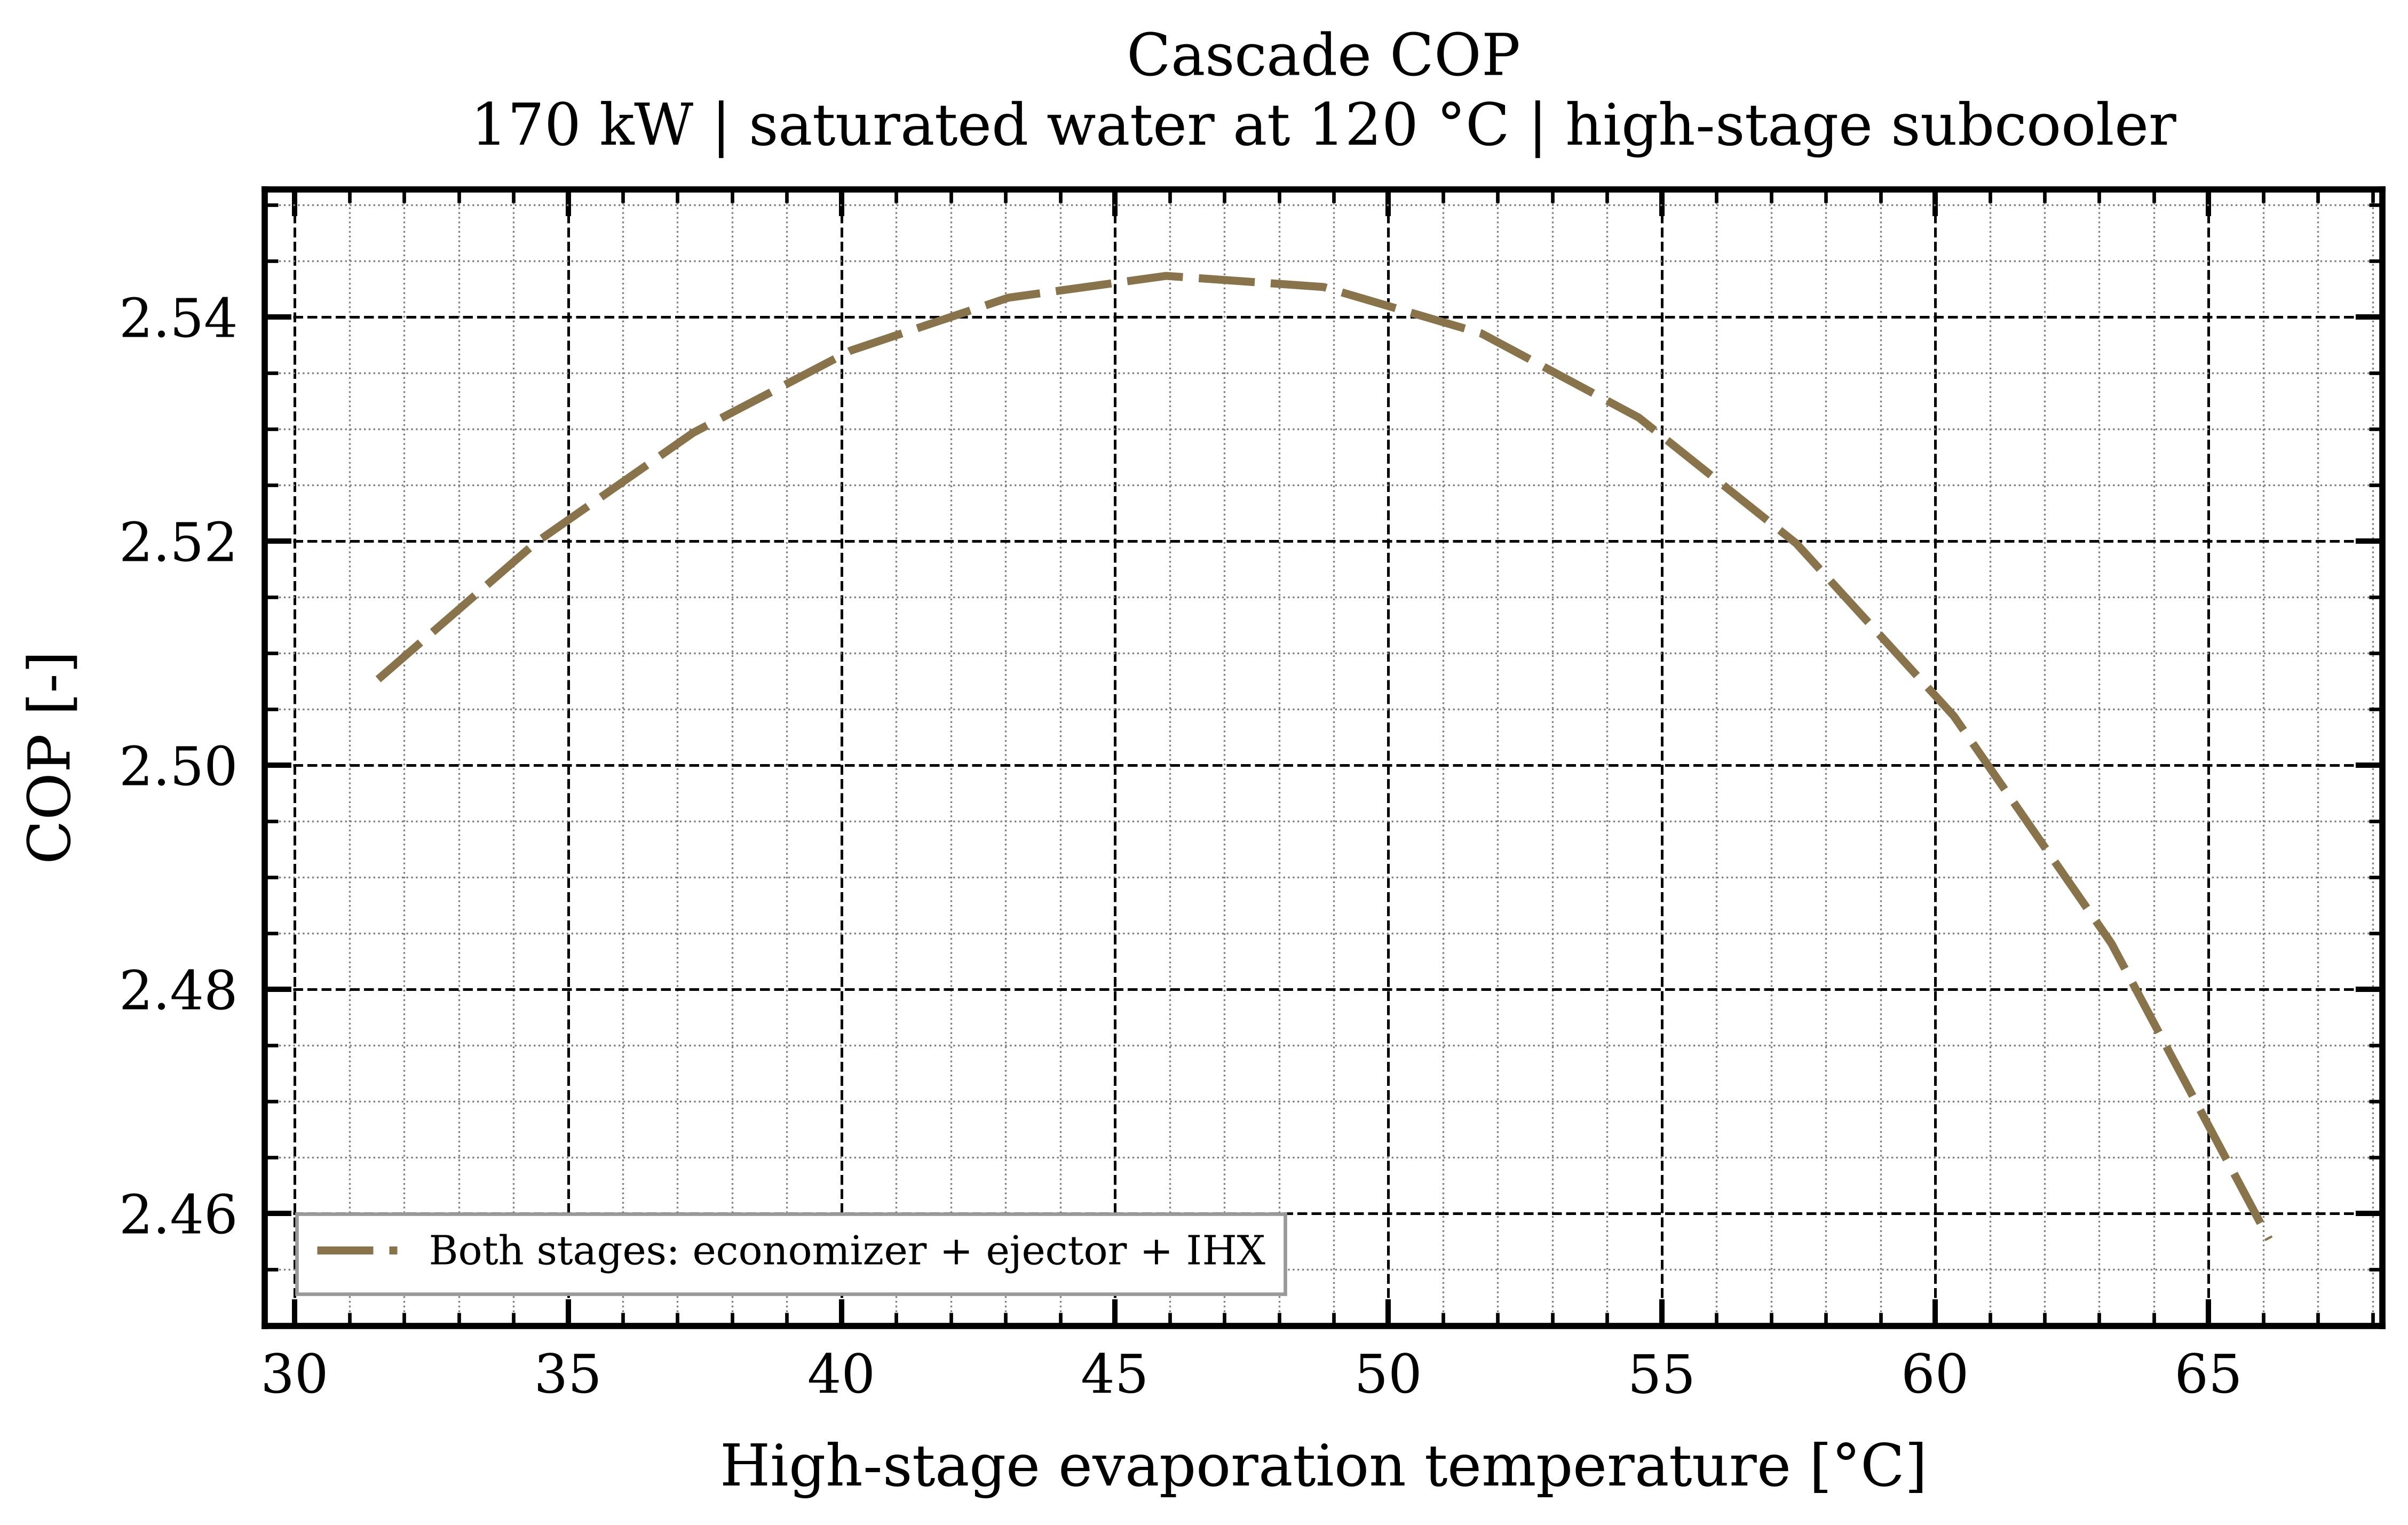 Cascade COP
170 kW | saturated water at 120 °C | high-stage subcooler
COP [-]
2.54
2.52
2.50
2.48
2.46
Both stages: economizer + ejector + IHX
30 35 40 45 50 55 60 65
High-stage evaporation temperature [°C]